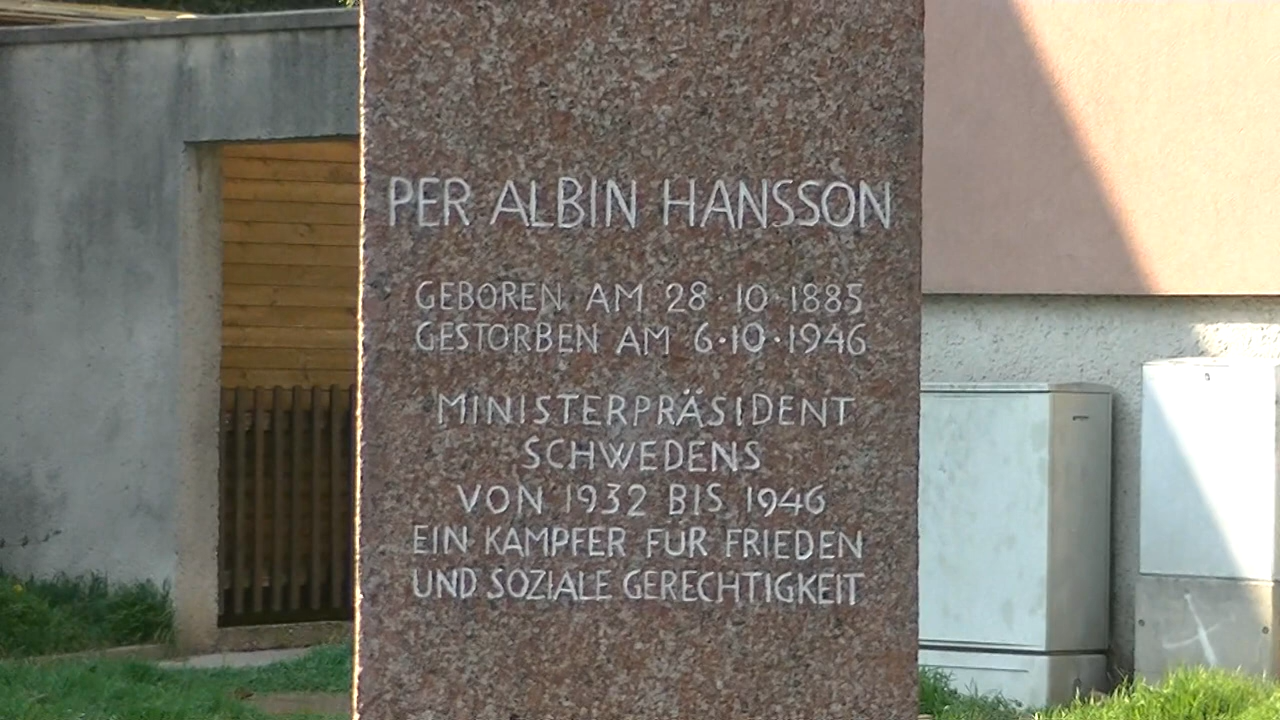 PER ALBIN HANSSON
GEBOREN AM 28·10·1885
GESTORBEN AM 6·10·1946
MINISTERPRÄSIDENT
SCHWEDENS
VON 1932 BIS 1946
EIN KAMPFER FÜR FRIEDEN
UND SOZIALE GERECHTIGKEIT